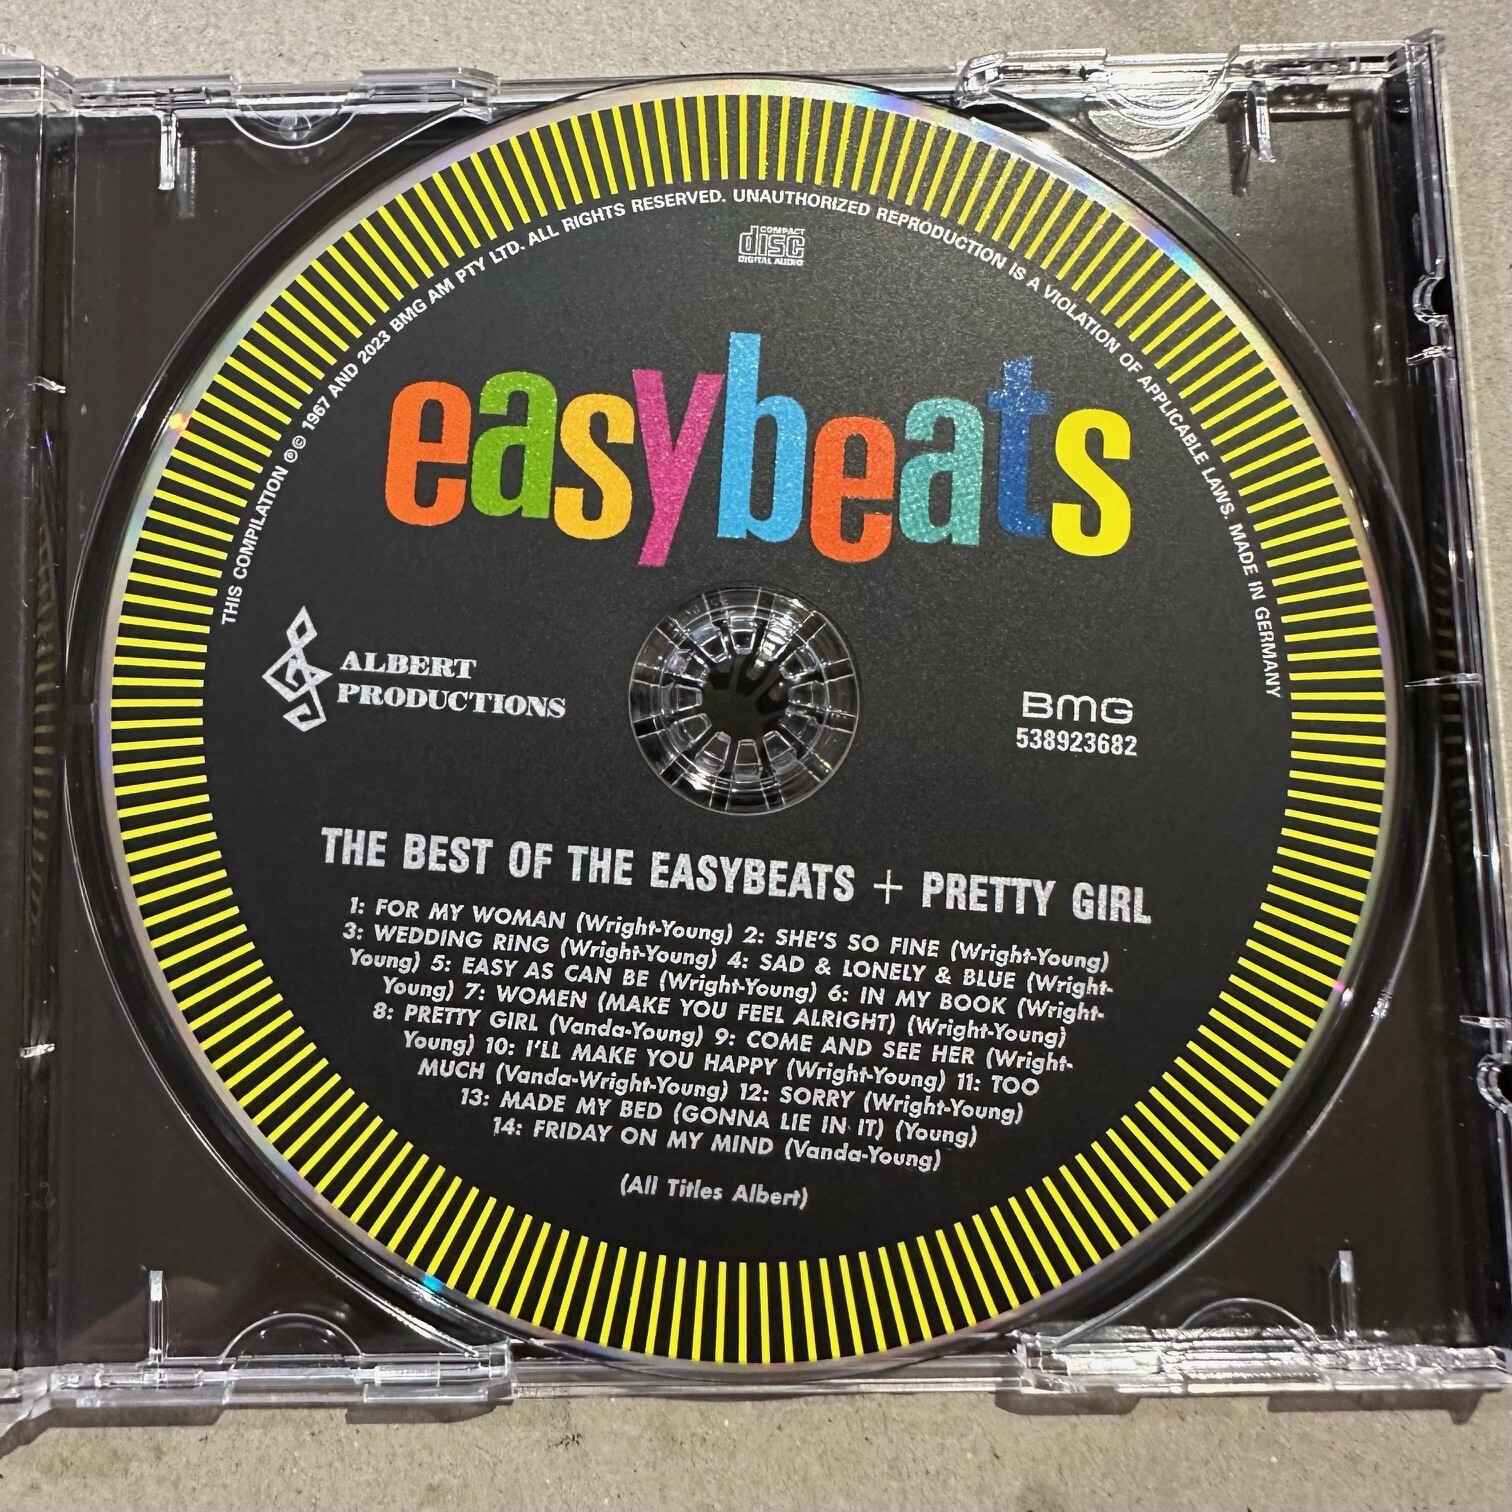 THIS COMPILATION ℗© 1967 AND 2023 BMG AM PTY LTD. ALL RIGHTS RESERVED. UNAUTHORIZED REPRODUCTION IS A VIOLATION OF APPLICABLE LAWS. MADE IN GERMANY
COMPACT
disc
DIGITAL AUDIO
easybeats
ALBERT
PRODUCTIONS
BMG
538923682
THE BEST OF THE EASYBEATS + PRETTY GIRL
1: FOR MY WOMAN (Wright-Young) 2: SHE'S SO FINE (Wright-Young)
3: WEDDING RING (Wright-Young) 4: SAD & LONELY & BLUE (Wright-
Young) 5: EASY AS CAN BE (Wright-Young) 6: IN MY BOOK (Wright-
Young) 7: WOMEN (MAKE YOU FEEL ALRIGHT) (Wright-Young)
8: PRETTY GIRL (Vanda-Young) 9: COME AND SEE HER (Wright-
Young) 10: I'LL MAKE YOU HAPPY (Wright-Young) 11: TOO
MUCH (Vanda-Wright-Young) 12: SORRY (Wright-Young)
13: MADE MY BED (GONNA LIE IN IT) (Young)
14: FRIDAY ON MY MIND (Vanda-Young)
(All Titles Albert)